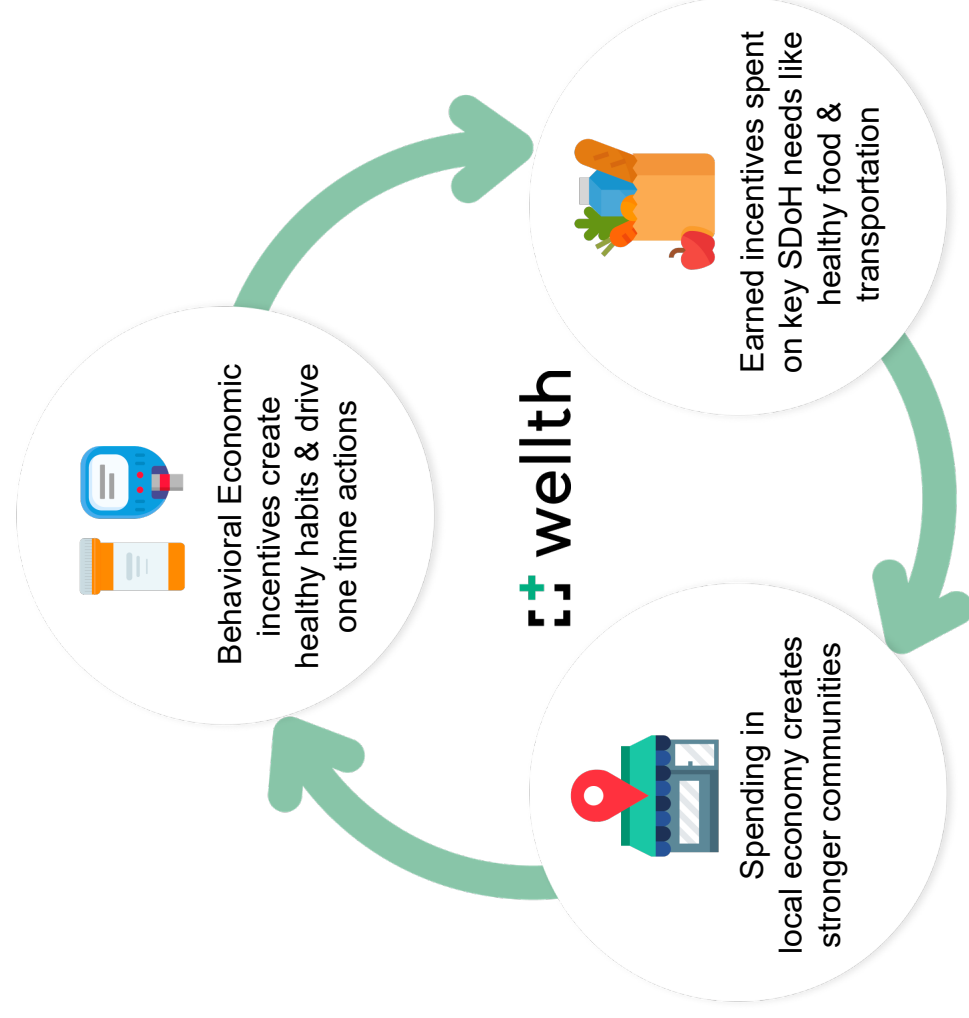 Behavioral Economic
incentives create
healthy habits & drive
one time actions
wellth
Earned incentives spent
on key SDoH needs like
healthy food &
transportation
Spending in
local economy creates
stronger communities